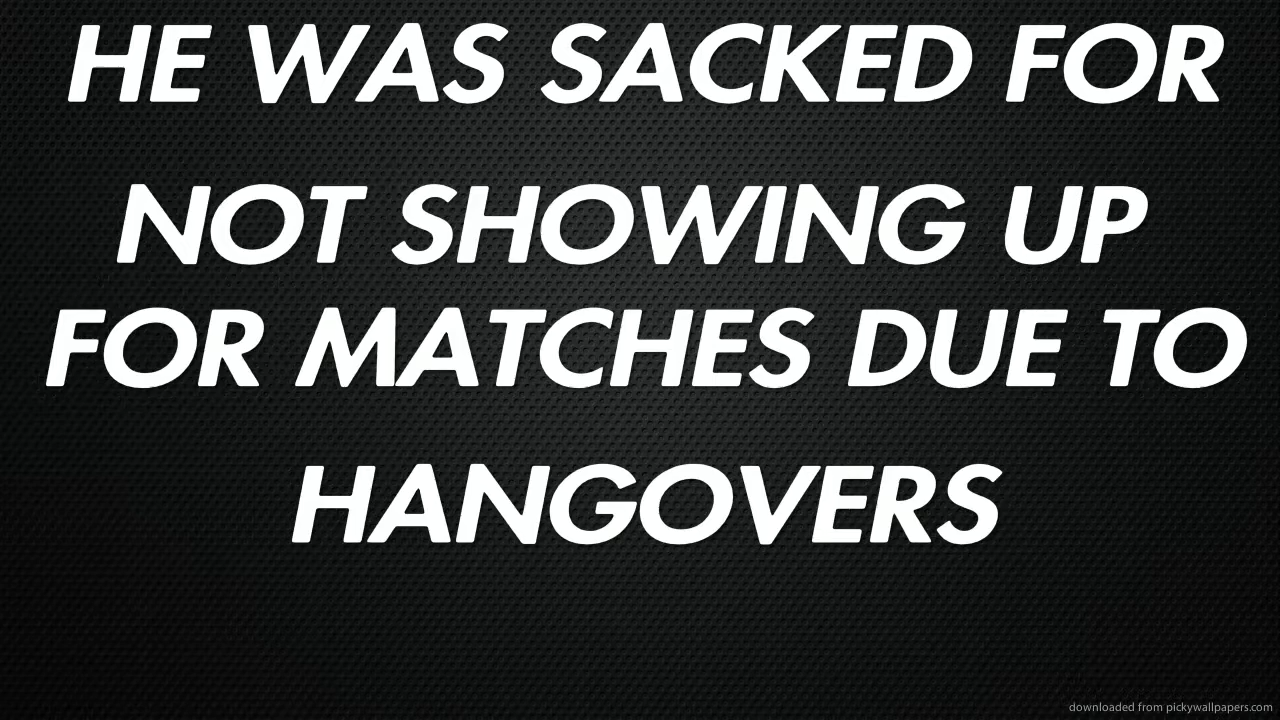 HE WAS SACKED FOR
NOT SHOWING UP
FOR MATCHES DUE TO
HANGOVERS
downloaded from pickywallpapers.com